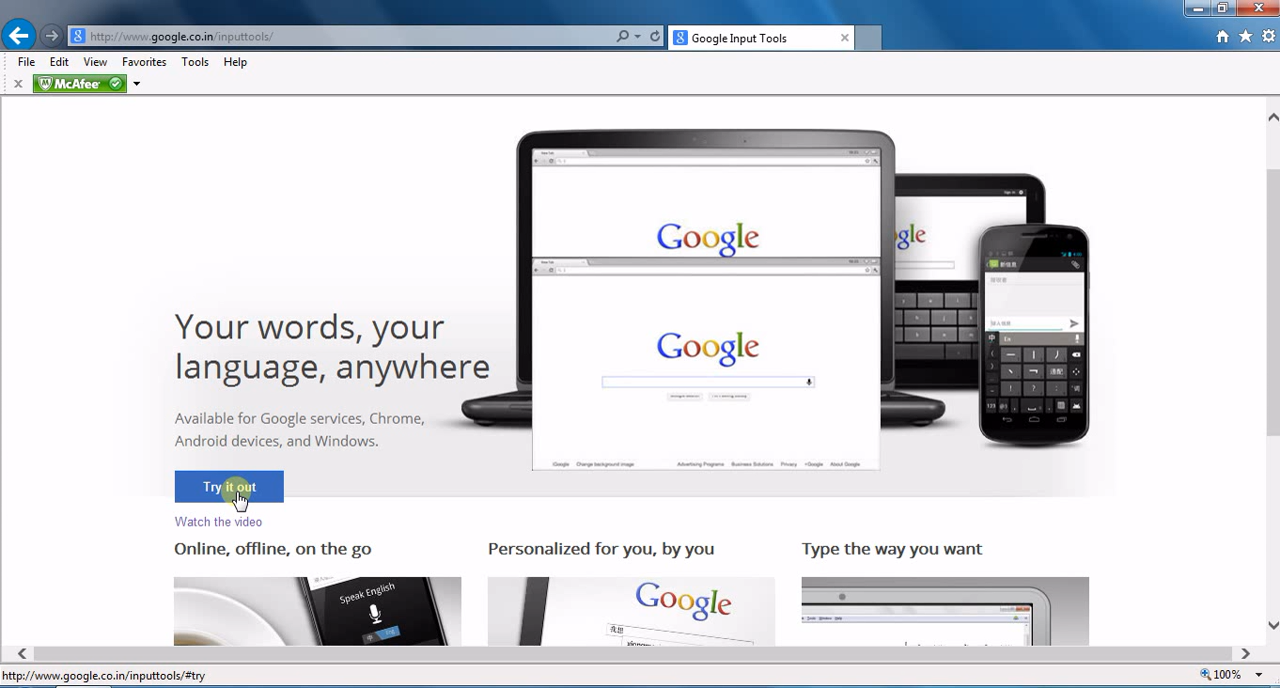 http://www.google.co.in/inputtools/
Google Input Tools
File Edit View Favorites Tools Help
McAfee
Google
Google
Your words, your
language, anywhere
Available for Google services, Chrome,
Android devices, and Windows.
Try it out
Watch the video
Google Change background image Advertising Programs Business Solutions Privacy +Google About Google
Online, offline, on the go
Personalized for you, by you
Type the way you want
Speak English
Google
http://www.google.co.in/inputtools/#try
100%